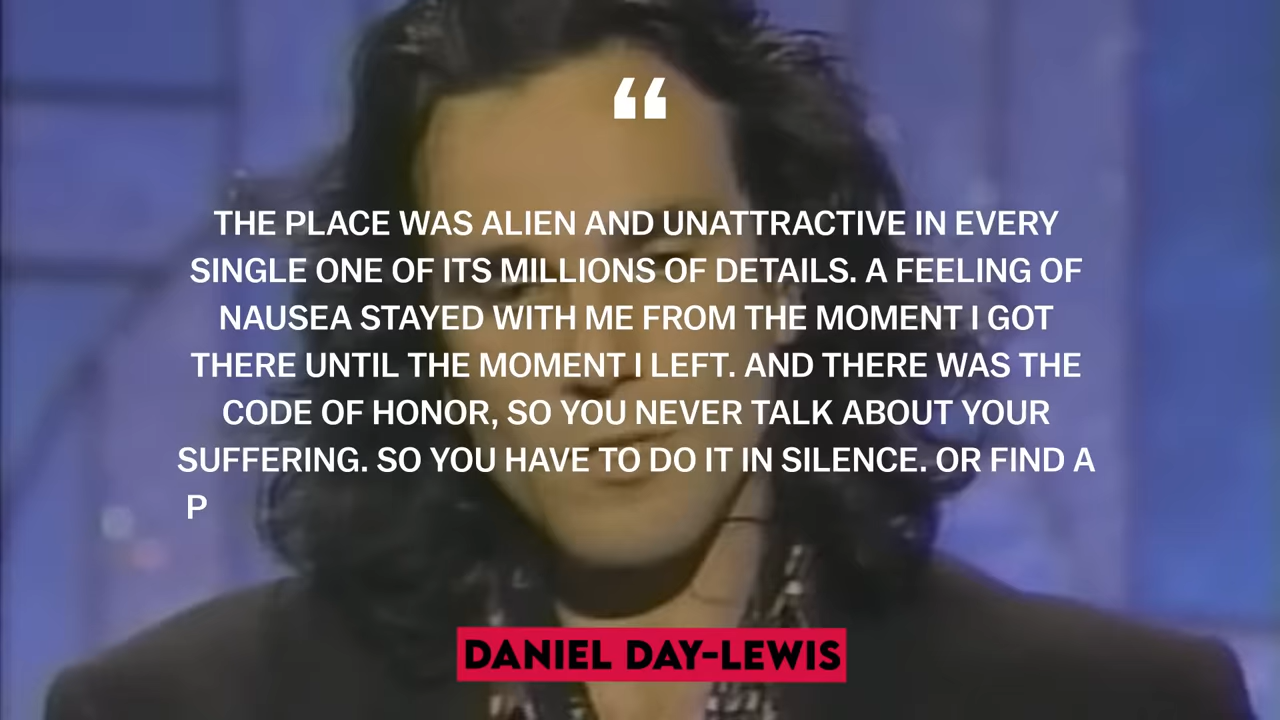 “
THE PLACE WAS ALIEN AND UNATTRACTIVE IN EVERY
SINGLE ONE OF ITS MILLIONS OF DETAILS. A FEELING OF
NAUSEA STAYED WITH ME FROM THE MOMENT I GOT
THERE UNTIL THE MOMENT I LEFT. AND THERE WAS THE
CODE OF HONOR, SO YOU NEVER TALK ABOUT YOUR
SUFFERING. SO YOU HAVE TO DO IT IN SILENCE. OR FIND A
P
DANIEL DAY-LEWIS